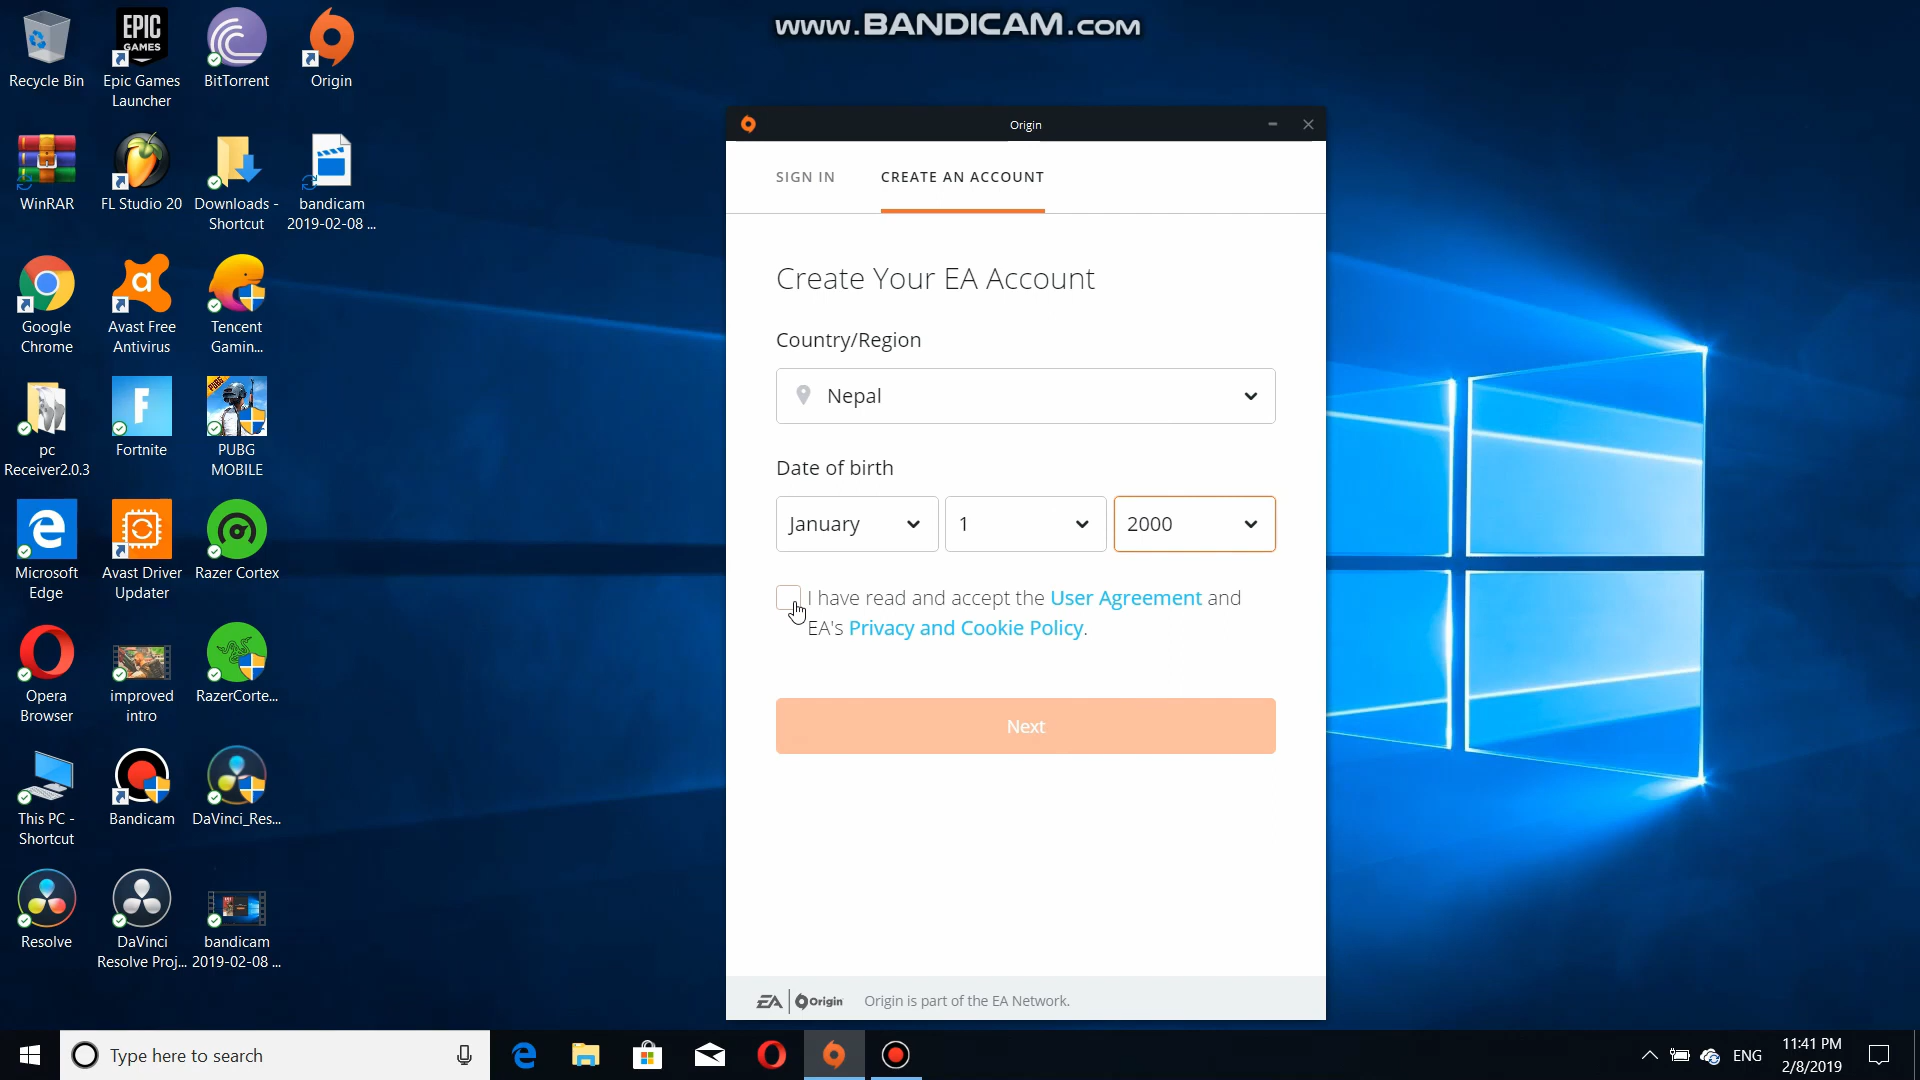 www.BANDICAM.com
Recycle Bin
EPIC
GAMES
Epic Games
Launcher
BitTorrent
Origin
WinRAR
FL Studio 20
Downloads -
Shortcut
bandicam
2019-02-08 ...
Google
Chrome
Avast Free
Antivirus
Tencent
Gamin...
pc
Receiver2.0.3
F
Fortnite
PUBG
PUBG
MOBILE
Microsoft
Edge
Avast Driver
Updater
Razer Cortex
Opera
Browser
improved
intro
RazerCorte...
This PC -
Shortcut
Bandicam
DaVinci_Res...
Resolve
DaVinci
Resolve Proj...
bandicam
2019-02-08 ...
Origin
SIGN IN
CREATE AN ACCOUNT
Create Your EA Account
Country/Region
Nepal
Date of birth
January
1
2000
I have read and accept the User Agreement and
EA's Privacy and Cookie Policy.
Next
EA Origin
Origin is part of the EA Network.
Type here to search
ENG
11:41 PM
2/8/2019